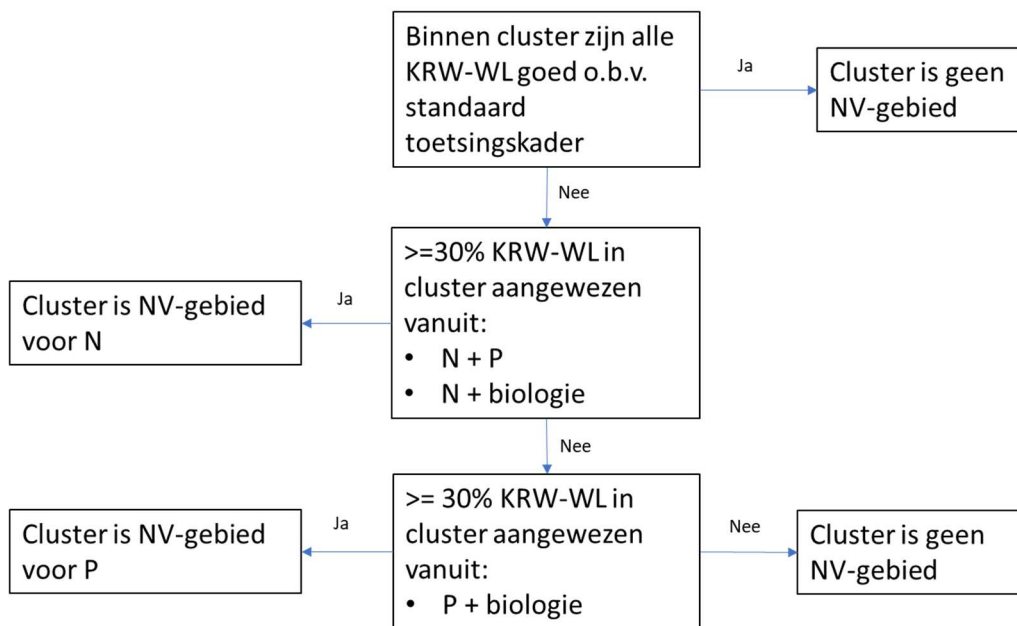 Binnen cluster zijn alle
KRW-WL goed o.b.v.
standaard
toetsingskader
Ja
Cluster is geen
NV-gebied
Nee
>=30% KRW-WL in
cluster aangewezen
vanuit:
• N + P
• N + biologie
Ja
Cluster is NV-gebied
voor N
Nee
>= 30% KRW-WL in
cluster aangewezen
vanuit:
• P + biologie
Ja
Cluster is NV-gebied
voor P
Nee
Cluster is geen
NV-gebied